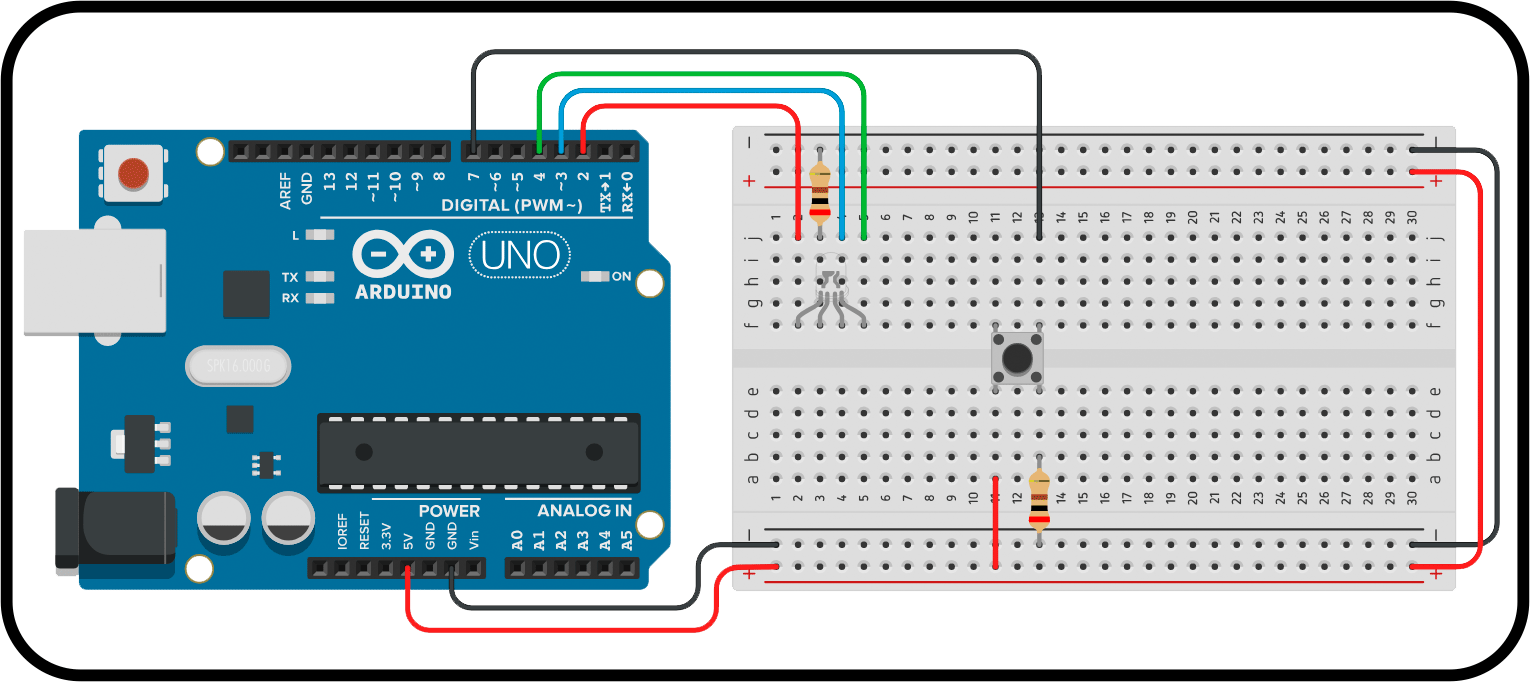 AREF
GND
13
12
~11
~10
~9
8
7
~6
~5
4
~3
2
TX→1
RX←0
DIGITAL (PWM~)
L
TX
RX
UNO
ON
ARDUINO
SPK16.000G
POWER
ANALOG IN
IOREF
RESET
3.3V
5V
GND
GND
Vin
A0
A1
A2
A3
A4
A5
− −
+ +
1 2 3 4 5 6 7 8 9 10 11 12 13 14 15 16 17 18 19 20 21 22 23 24 25 26 27 28 29 30
j j
i i
h h
g g
f f
e e
d d
c c
b b
a a
1 2 3 4 5 6 7 8 9 10 11 12 13 14 15 16 17 18 19 20 21 22 23 24 25 26 27 28 29 30
− −
+ +